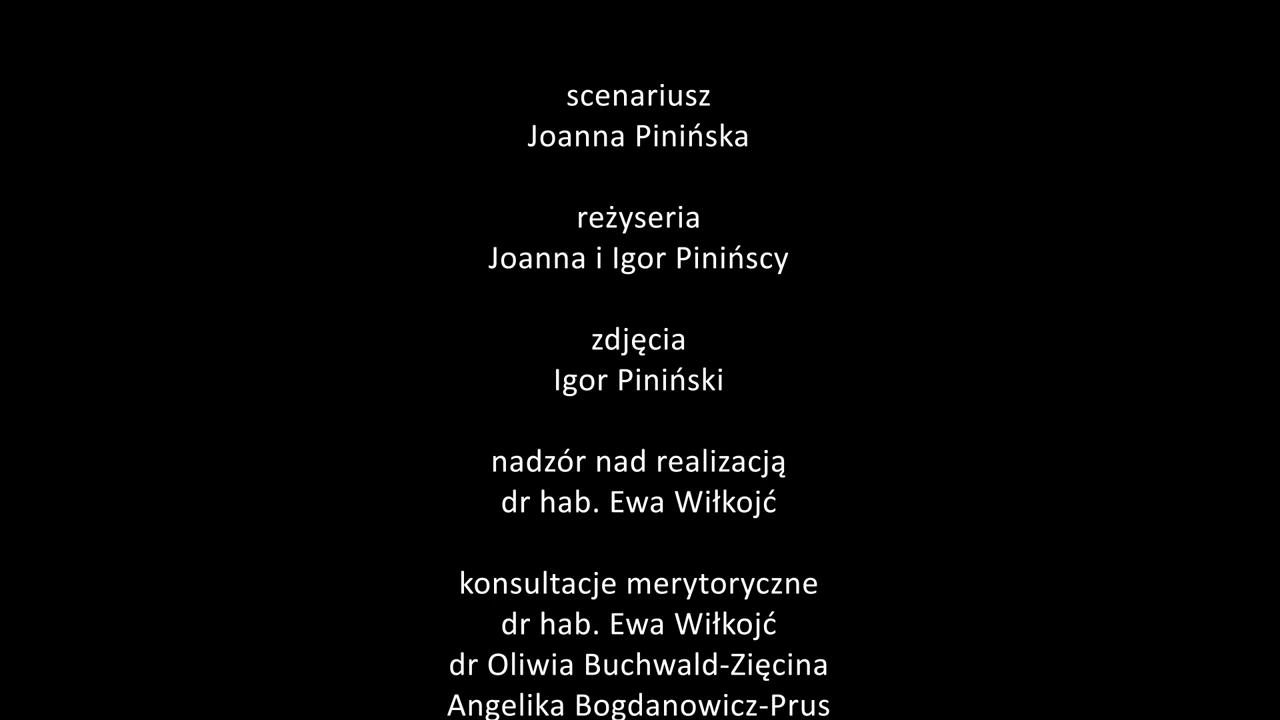 scenariusz
Joanna Pinińska
reżyseria
Joanna i Igor Pinińscy
zdjęcia
Igor Piniński
nadzór nad realizacją
dr hab. Ewa Wiłkojć
konsultacje merytoryczne
dr hab. Ewa Wiłkojć
dr Oliwia Buchwald-Zięcina
Angelika Bogdanowicz-Prus